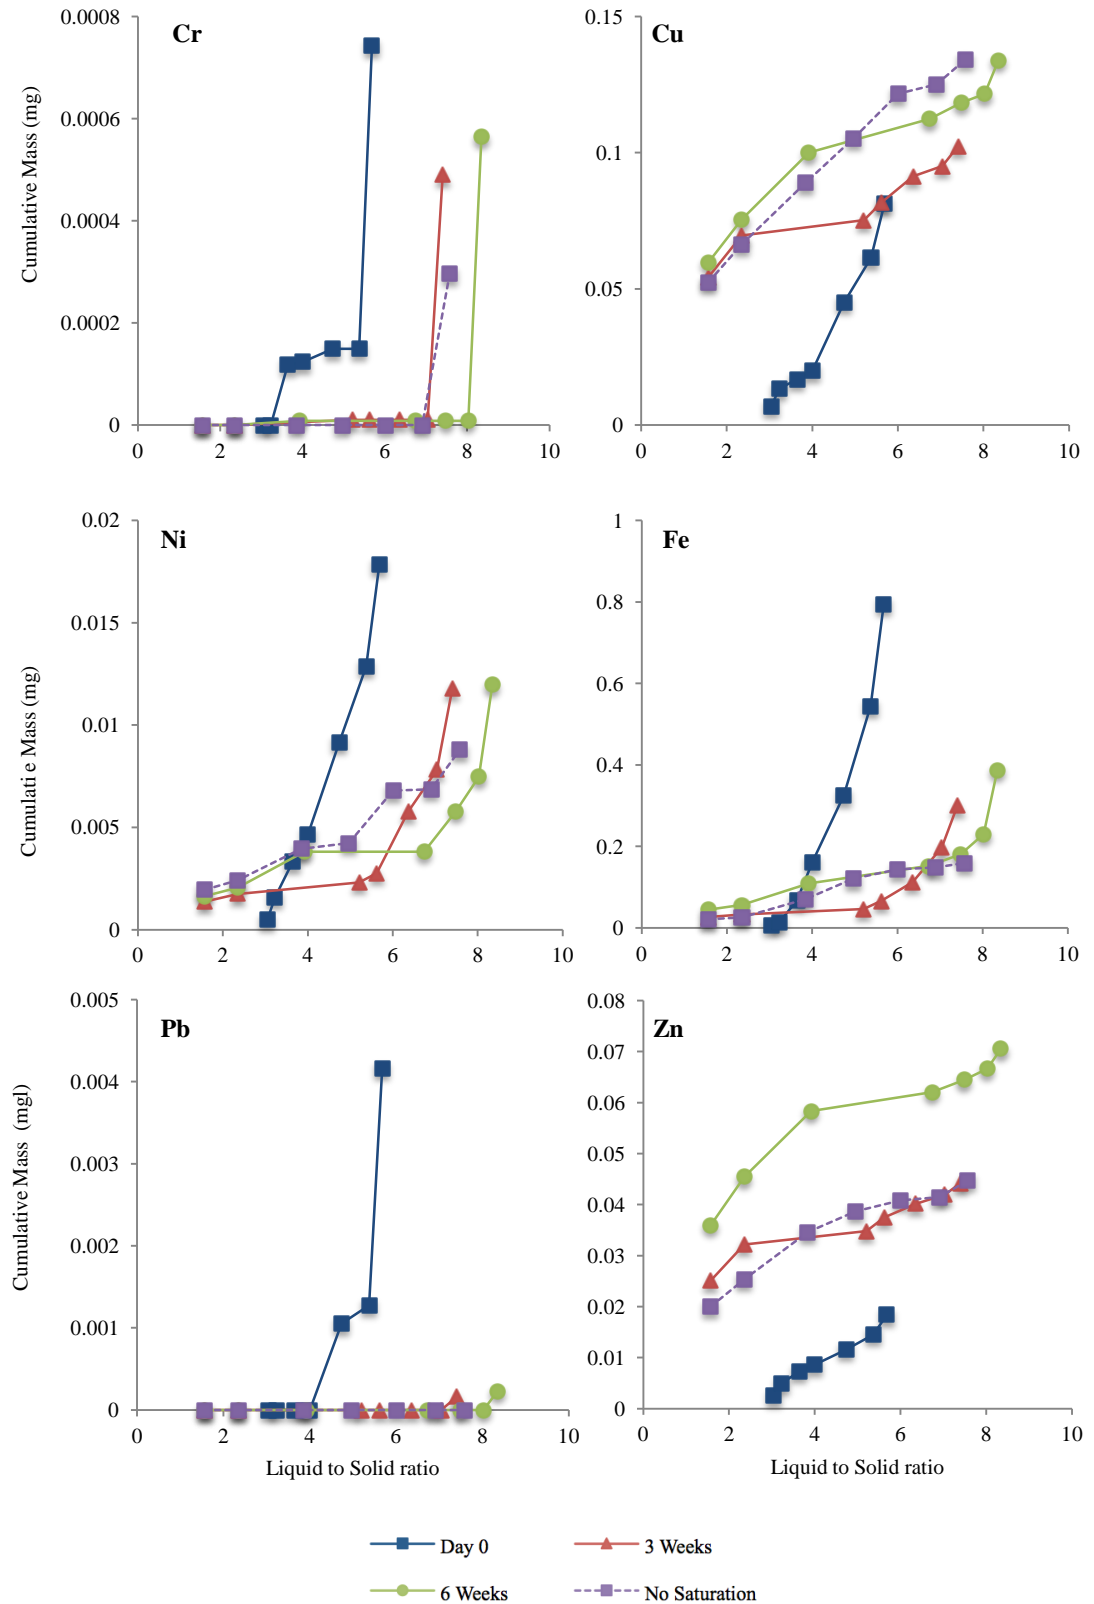 Cr
Cumulative Mass (mg)
0.0008
0.0006
0.0004
0.0002
0
0 2 4 6 8 10
Cu
0.15
0.1
0.05
0
0 2 4 6 8 10
Ni
Cumulati e Mass (mg)
0.02
0.015
0.01
0.005
0
0 2 4 6 8 10
Fe
1
0.8
0.6
0.4
0.2
0
0 2 4 6 8 10
Pb
Cumulative Mass (mgl)
0.005
0.004
0.003
0.002
0.001
0
0 2 4 6 8 10
Liquid to Solid ratio
Zn
0.08
0.07
0.06
0.05
0.04
0.03
0.02
0.01
0
0 2 4 6 8 10
Liquid to Solid ratio
Day 0
3 Weeks
6 Weeks
No Saturation